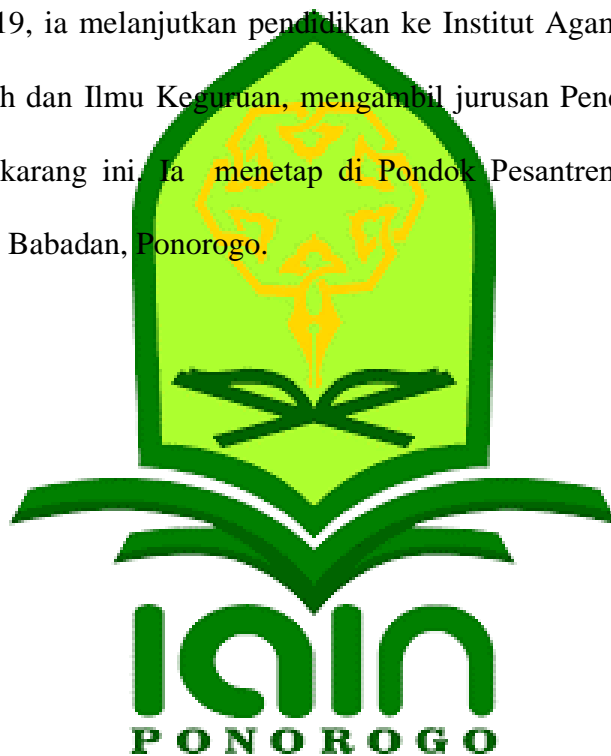 19, ia melanjutkan pendidikan ke Institut Agam
h dan Ilmu Keguruan, mengambil jurusan Pend
karang ini. Ia menetap di Pondok Pesantren
Babadan, Ponorogo.
iain
PONOROGO